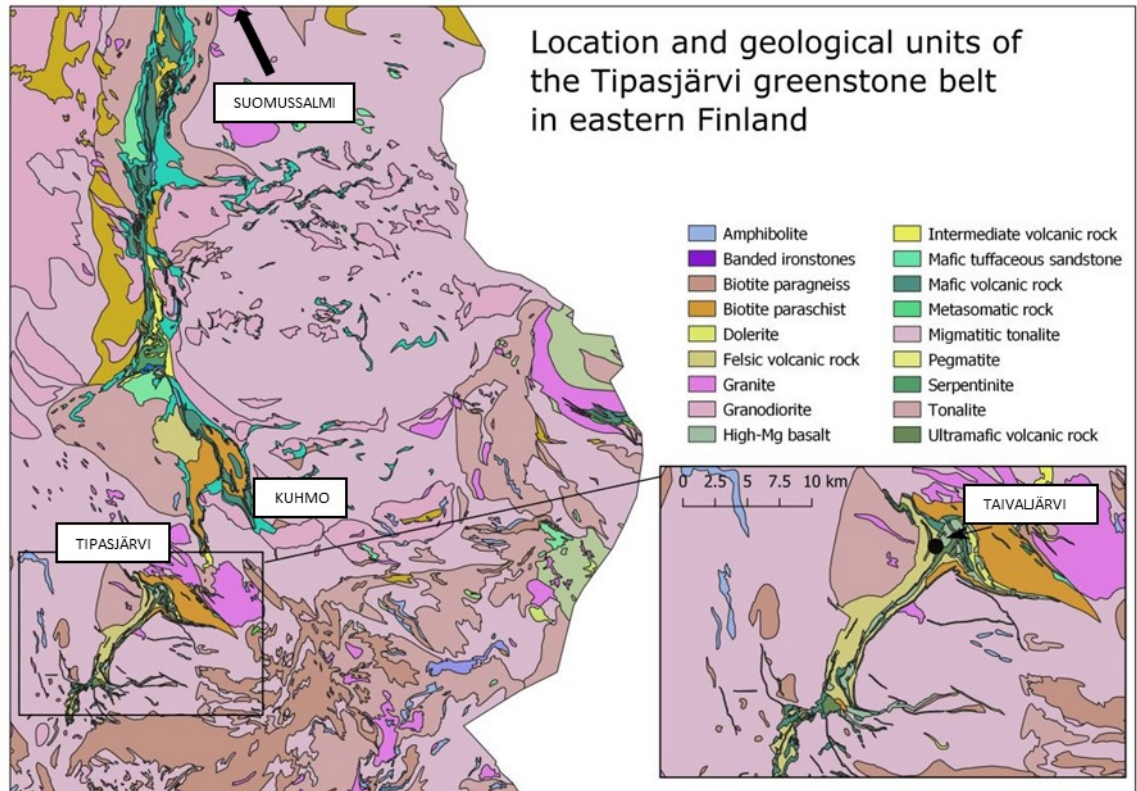 Location and geological units of
the Tipasjärvi greenstone belt
in eastern Finland
SUOMUSSALMI
KUHMO
TIPASJÄRVI
Amphibolite
Banded ironstones
Biotite paragneiss
Biotite paraschist
Dolerite
Felsic volcanic rock
Granite
Granodiorite
High-Mg basalt
Intermediate volcanic rock
Mafic tuffaceous sandstone
Mafic volcanic rock
Metasomatic rock
Migmatitic tonalite
Pegmatite
Serpentinite
Tonalite
Ultramafic volcanic rock
0 2.5 5 7.5 10 km
TAIVALJÄRVI